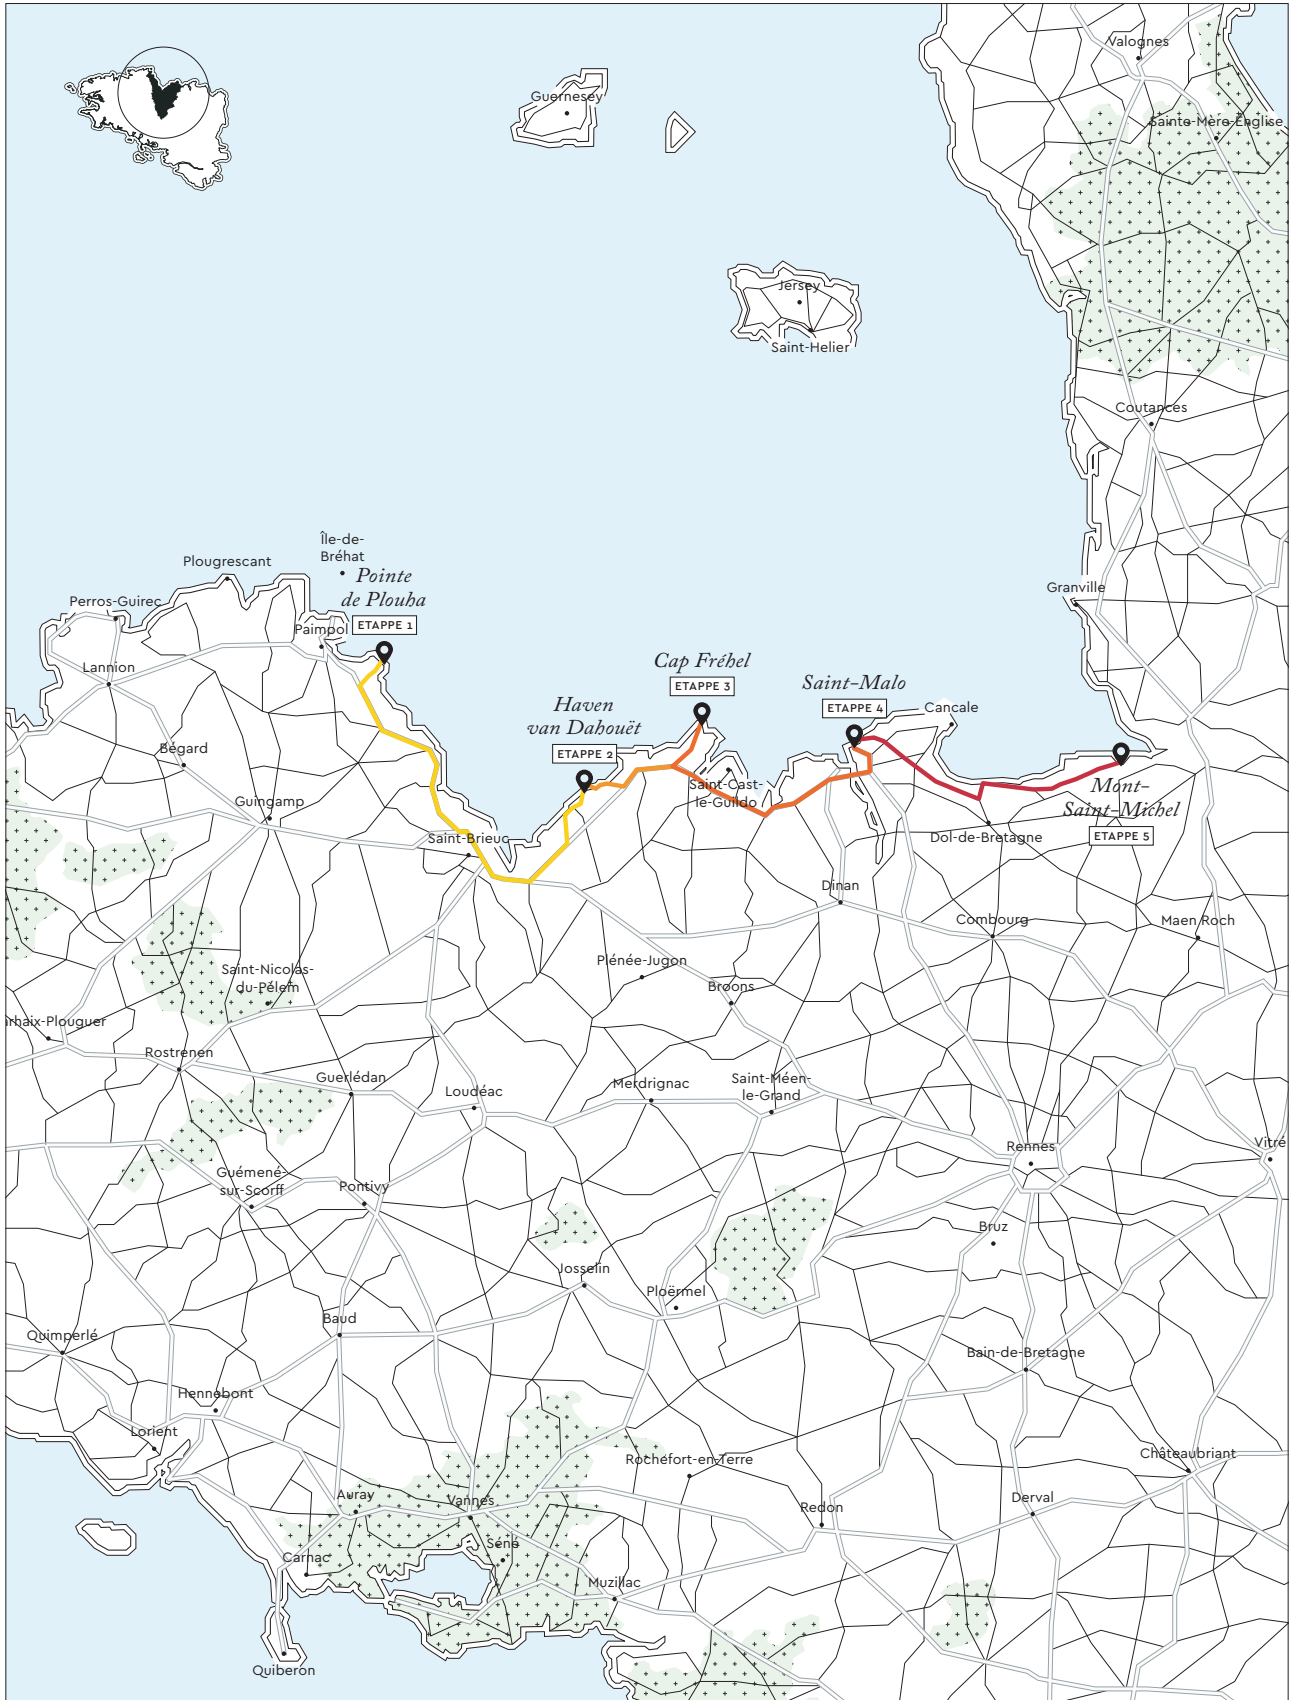 Valognes
Guernesey
Sainte-Mère-Église
Jersey
Saint-Helier
Coutances
Île-de-
Bréhat
Plougrescant
Pointe
de Plouha
ETAPPE 1
Perros-Guirec
Paimpol
Granville
Lannion
Cap Fréhel
ETAPPE 3
Saint-Malo
ETAPPE 4
Cancale
Haven
van Dahouët
ETAPPE 2
Bégard
Saint-Cast-
le-Guildo
Mont-
Saint-Michel
ETAPPE 5
Guingamp
Saint-Brieuc
Dol-de-Bretagne
Dinan
Combourg
Maen Roch
Plénée-Jugon
Saint-Nicolas-
du-Pélem
Broons
arhaix-Plouguer
Rostrenen
Guerlédan
Loudéac
Merdrignac
Saint-Méen-
le-Grand
Rennes
Vitré
Guémené-
sur-Scorff
Pontivy
Bruz
Josselin
Ploërmel
Baud
Quimperlé
Bain-de-Bretagne
Hennebont
Lorient
Rochefort-en-Terre
Châteaubriant
Auray
Vannes
Redon
Derval
Séné
Carnac
Muzillac
Quiberon